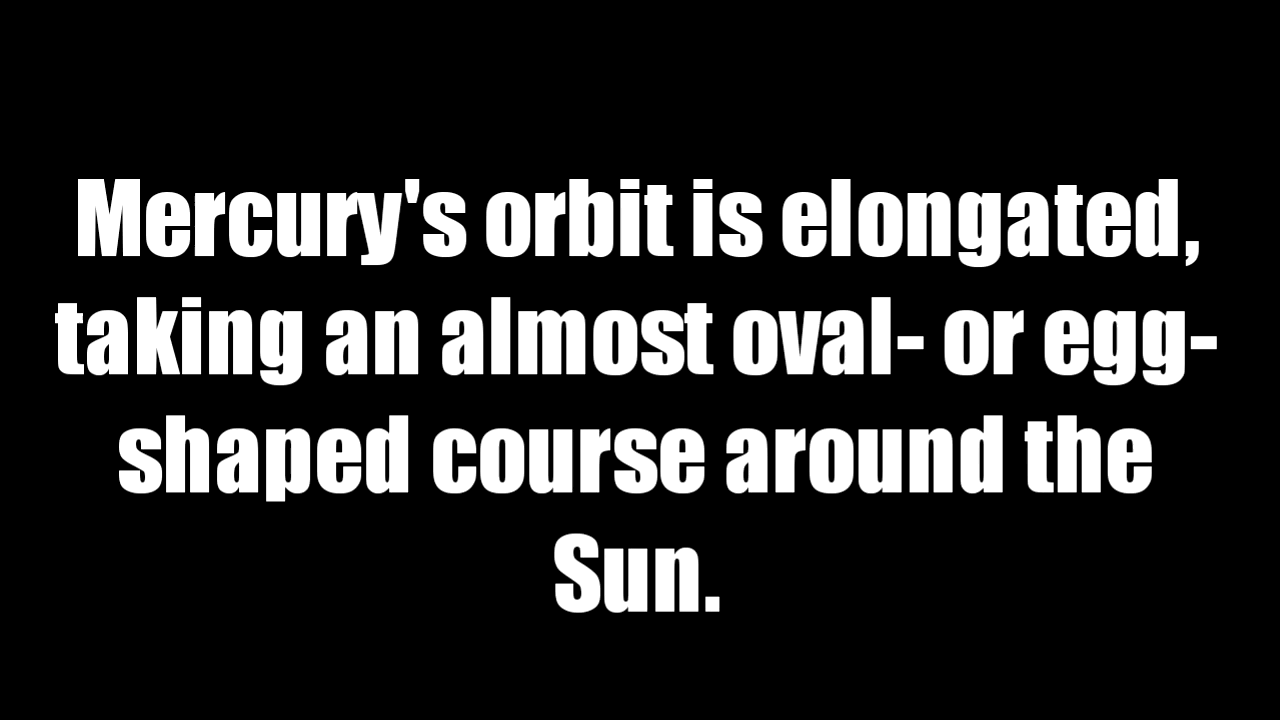 Mercury's orbit is elongated,
taking an almost oval- or egg-
shaped course around the
Sun.